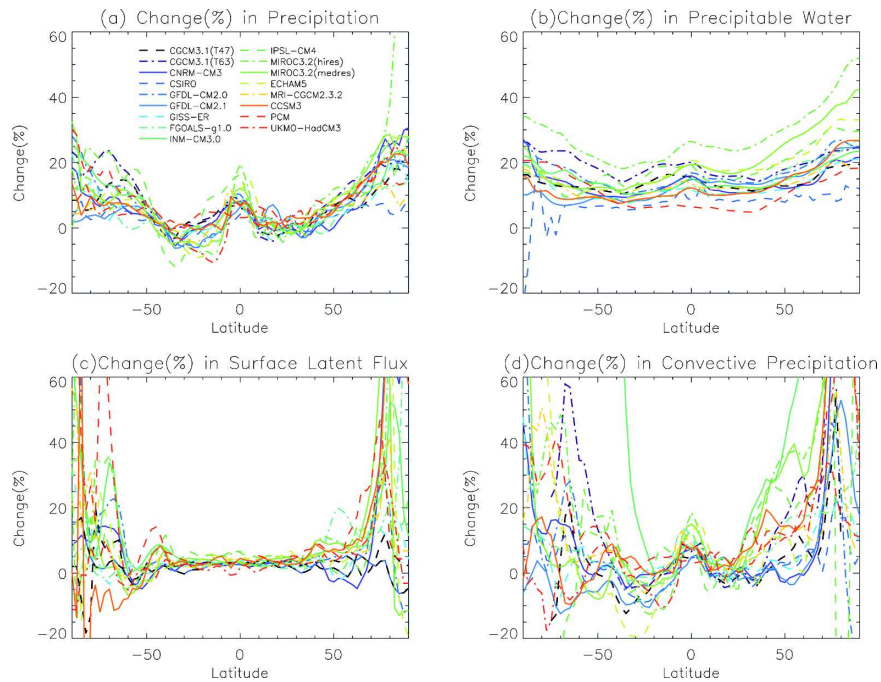 (a) Change(%) in Precipitation
60
40
20
0
−20
Change(%)
CGCM3.1(T47)
CGCM3.1(T63)
CNRM-CM3
CSIRO
GFDL-CM2.0
GFDL-CM2.1
GISS-ER
FGOALS-g1.0
INM-CM3.0
IPSL-CM4
MIROC3.2(hires)
MIROC3.2(medres)
ECHAM5
MRI-CGCM2.3.2
CCSM3
PCM
UKMO-HadCM3
−50
0
50
Latitude
(b)Change(%) in Precipitable Water
60
40
20
0
−20
Change(%)
−50
0
50
Latitude
(c)Change(%) in Surface Latent Flux
60
40
20
0
−20
Change(%)
−50
0
50
Latitude
(d)Change(%) in Convective Precipitation
60
40
20
0
−20
Change(%)
−50
0
50
Latitude